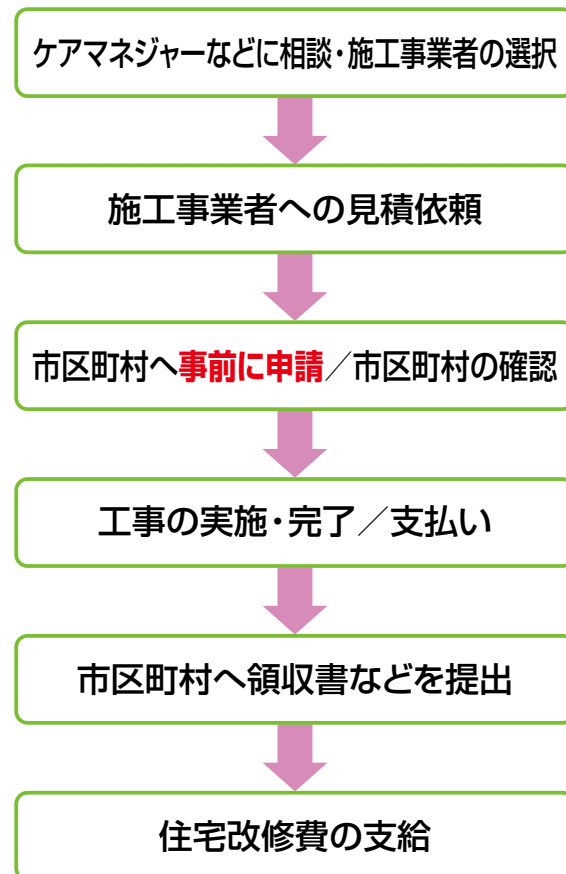 ケアマネジャーなどに相談・施工事業者の選択
施工事業者への見積依頼
市区町村へ事前に申請／市区町村の確認
工事の実施・完了／支払い
市区町村へ領収書などを提出
住宅改修費の支給